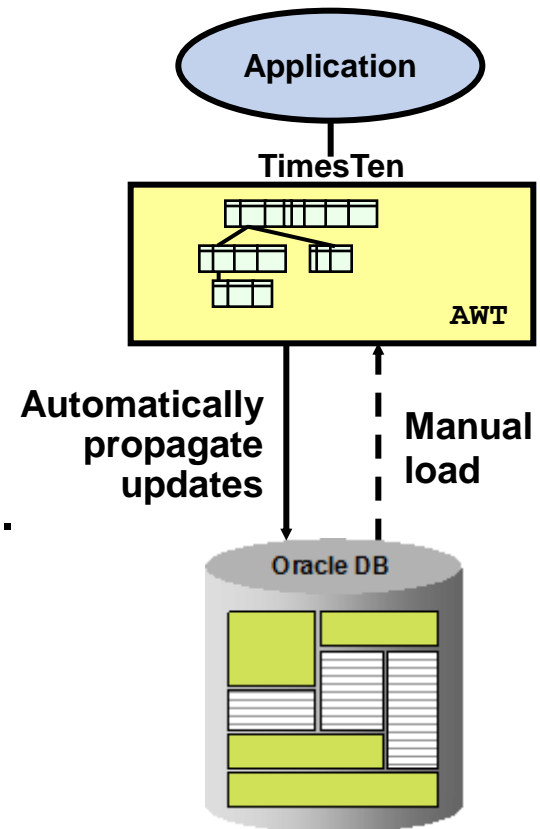 Application
TimesTen
AWT
Automatically
propagate
updates
Manual
load
Oracle DB